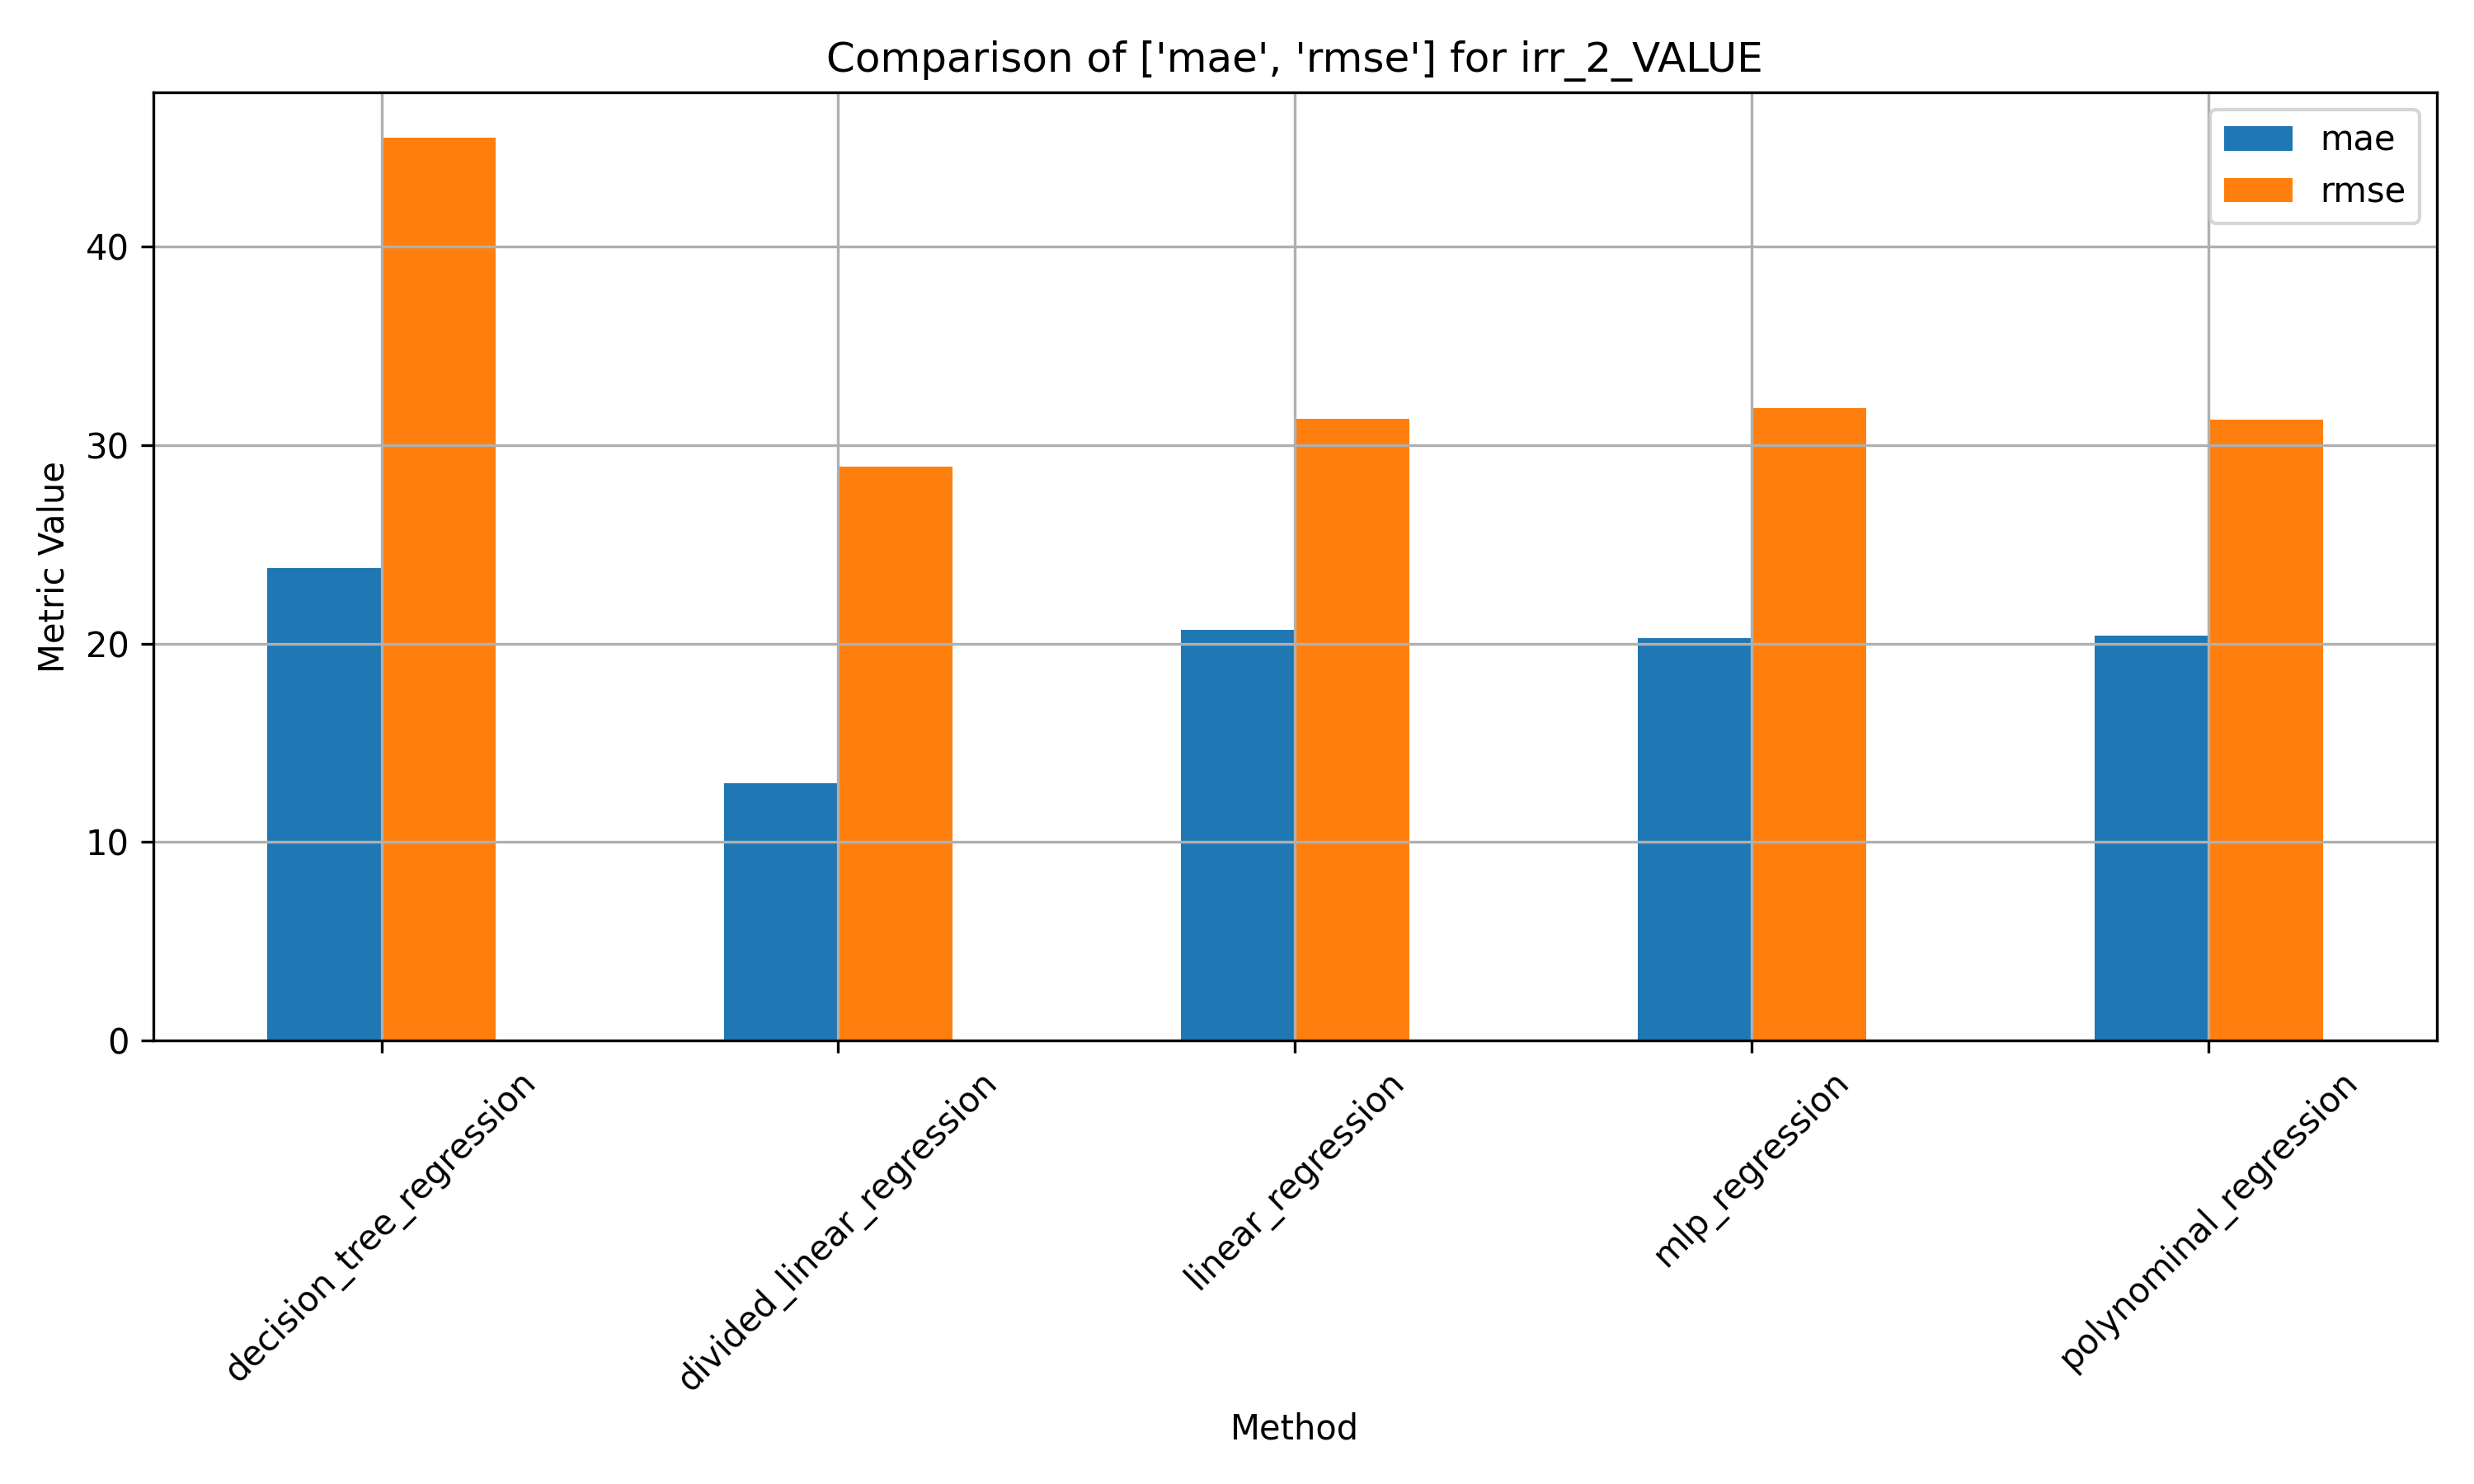 Comparison of ['mae', 'rmse'] for irr_2_VALUE
mae
rmse
Metric Value
40
30
20
10
0
decision_tree_regression
divided_linear_regression
linear_regression
mlp_regression
polynominal_regression
Method